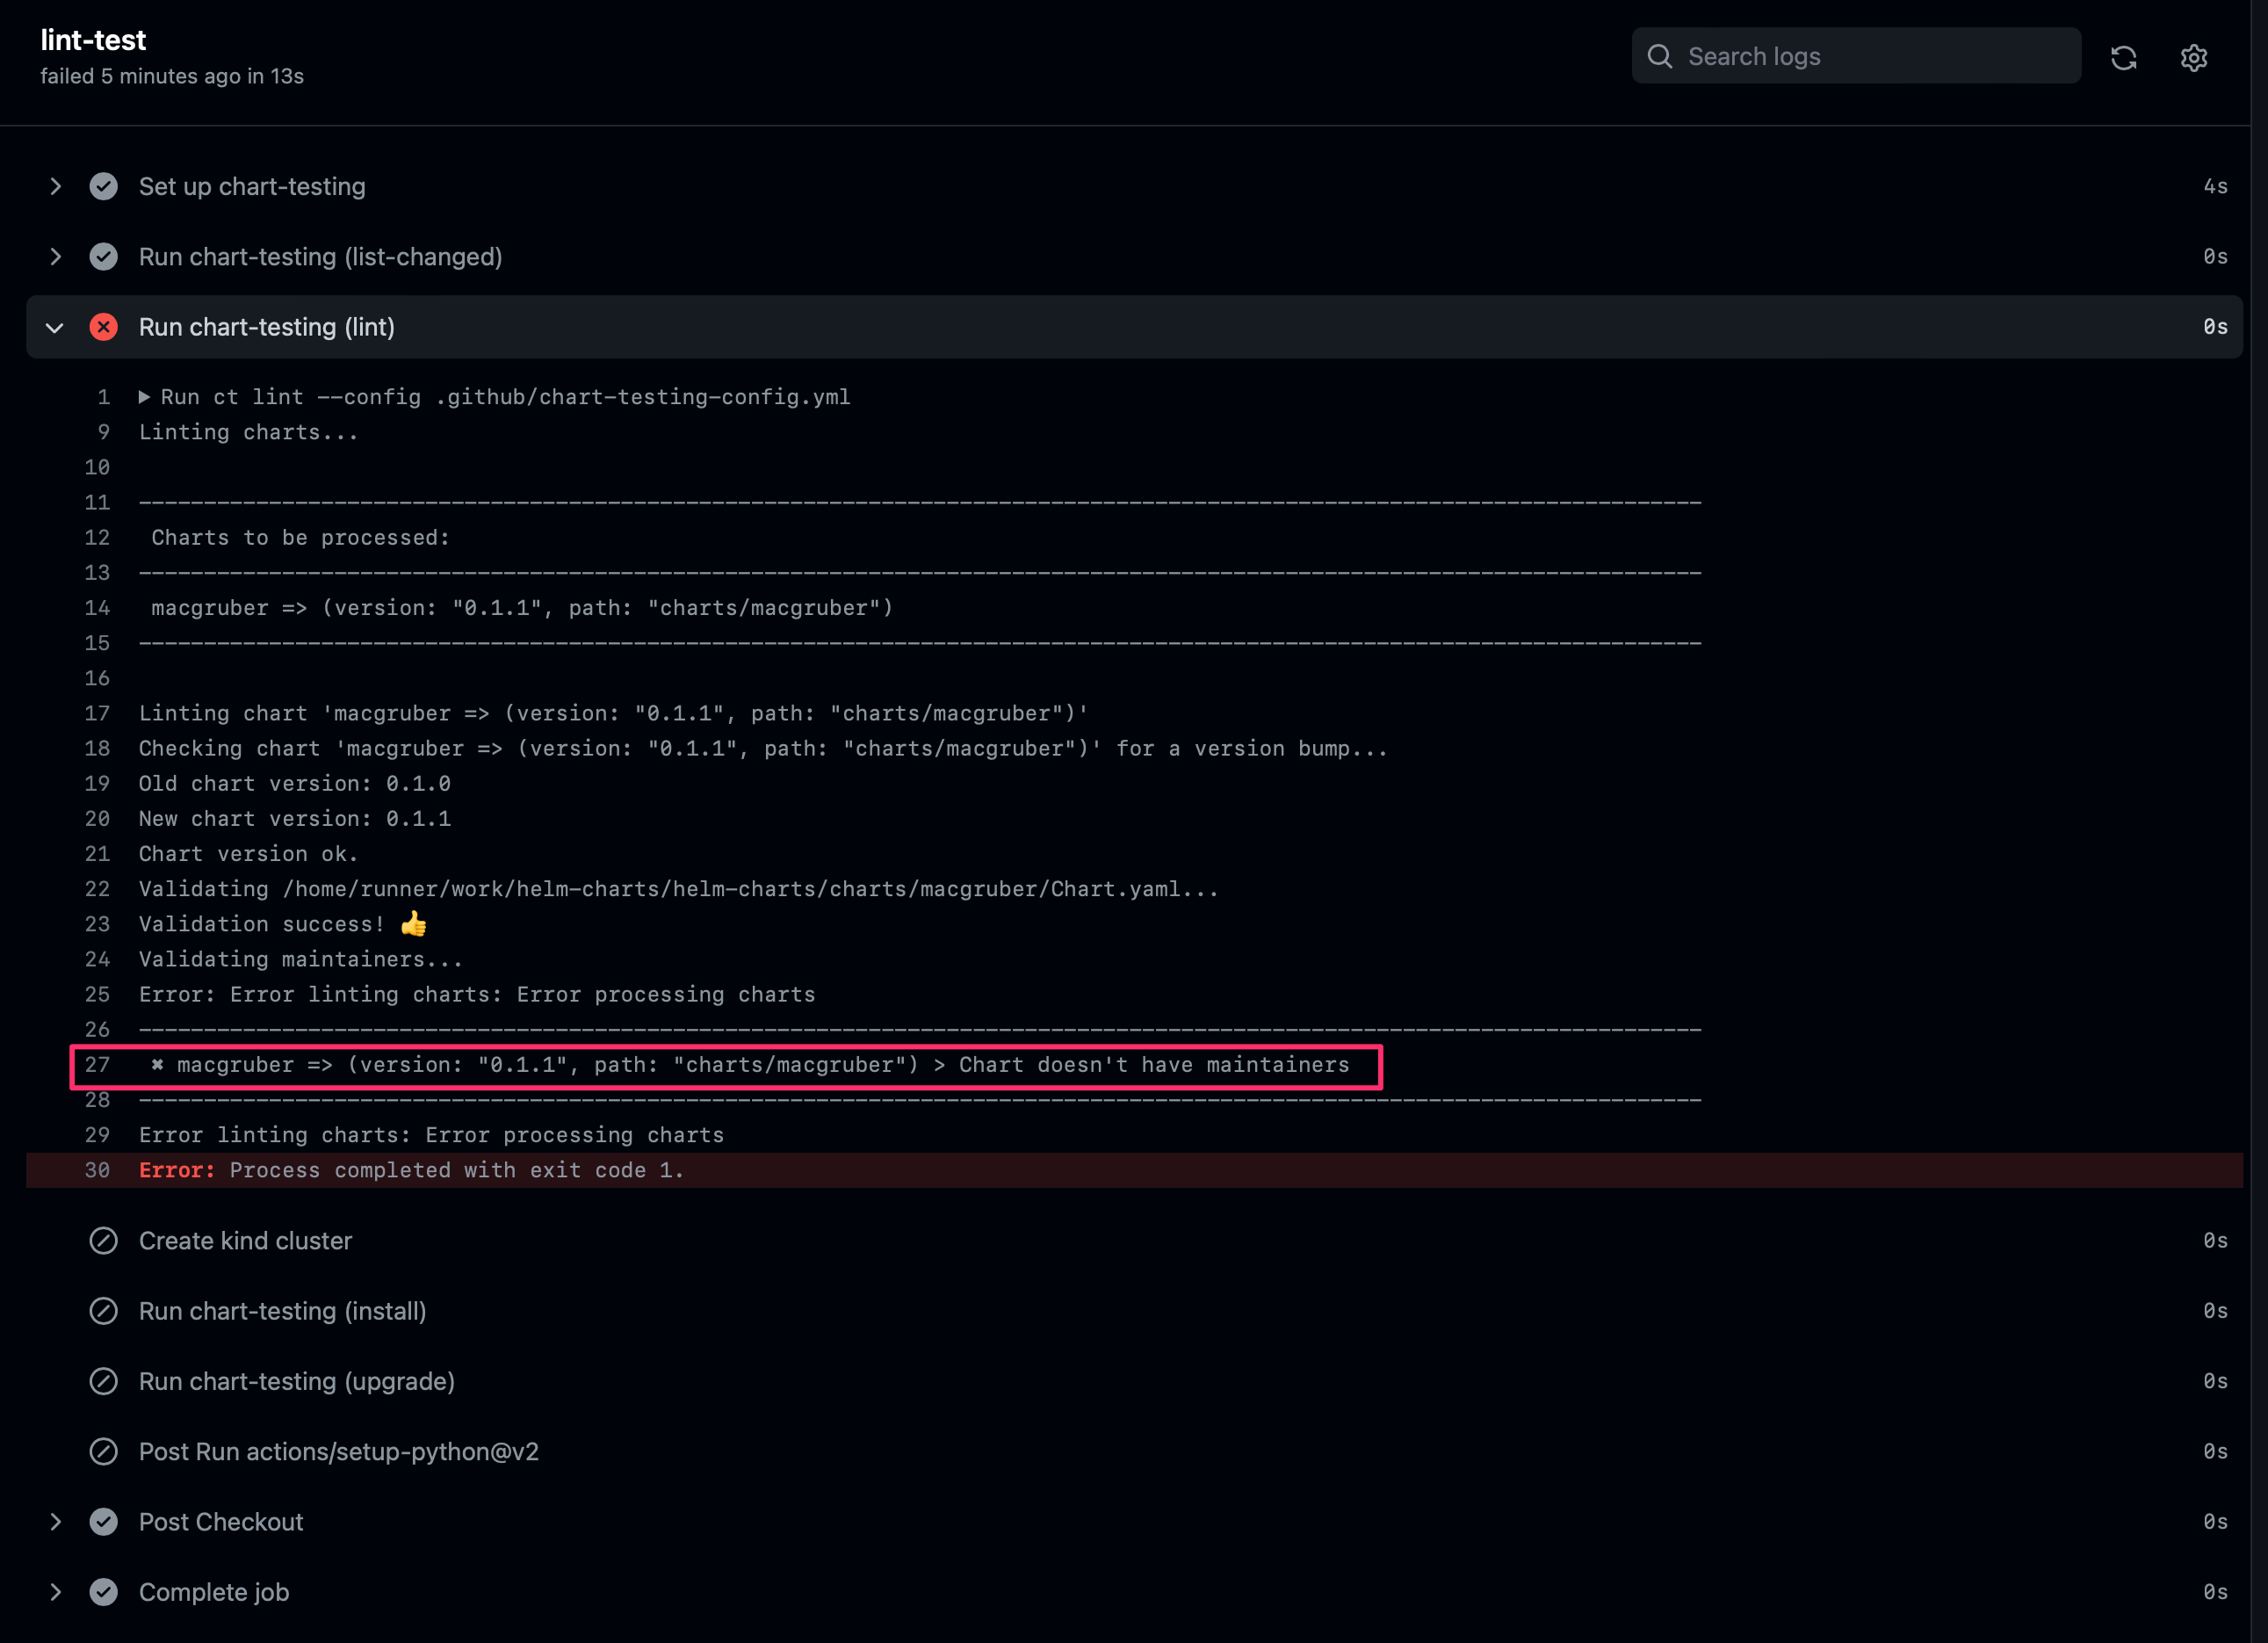 lint-test
failed 5 minutes ago in 13s
Search logs
Set up chart-testing 4s
Run chart-testing (list-changed) 0s
Run chart-testing (lint) 0s
1 Run ct lint --config .github/chart-testing-config.yml
9 Linting charts...
10
11 ------------------------------------------------------------------------------------------------------------------------
12 Charts to be processed:
13 ------------------------------------------------------------------------------------------------------------------------
14 macgruber => (version: "0.1.1", path: "charts/macgruber")
15 ------------------------------------------------------------------------------------------------------------------------
16
17 Linting chart 'macgruber => (version: "0.1.1", path: "charts/macgruber")'
18 Checking chart 'macgruber => (version: "0.1.1", path: "charts/macgruber")' for a version bump...
19 Old chart version: 0.1.0
20 New chart version: 0.1.1
21 Chart version ok.
22 Validating /home/runner/work/helm-charts/helm-charts/charts/macgruber/Chart.yaml...
23 Validation success! 👍
24 Validating maintainers...
25 Error: Error linting charts: Error processing charts
26 ------------------------------------------------------------------------------------------------------------------------
27 ✖ macgruber => (version: "0.1.1", path: "charts/macgruber") > Chart doesn't have maintainers
28 ------------------------------------------------------------------------------------------------------------------------
29 Error linting charts: Error processing charts
30 Error: Process completed with exit code 1.
Create kind cluster 0s
Run chart-testing (install) 0s
Run chart-testing (upgrade) 0s
Post Run actions/setup-python@v2 0s
Post Checkout 0s
Complete job 0s